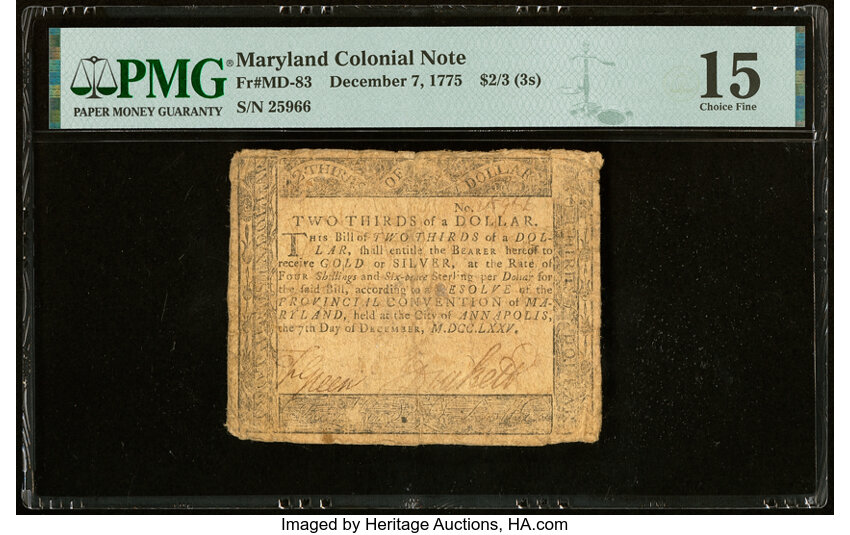 PMG®
PAPER MONEY GUARANTY
Maryland Colonial Note
Fr#MD-83 December 7, 1775 $2/3 (3s)
S/N 25966
15
Choice Fine
THIRDS OF DOLLAR
No.
TWO THIRDS of a DOLLAR.
THIS Bill of TWO THIRDS of a DOL-
LAR, ſhall entitle the BEARER hereof to
receive GOLD or SILVER, at the Rate of
FOUR Shillings and Six-pence Sterling per Dollar for
the ſaid Bill, according to a RESOLVE of the
PROVINCIAL CONVENTION of MA-
RYLAND, held at the City of ANNAPOLIS,
the 7th Day of DECEMBER, M.DCC.LXXV.
Green
Imaged by Heritage Auctions, HA.com